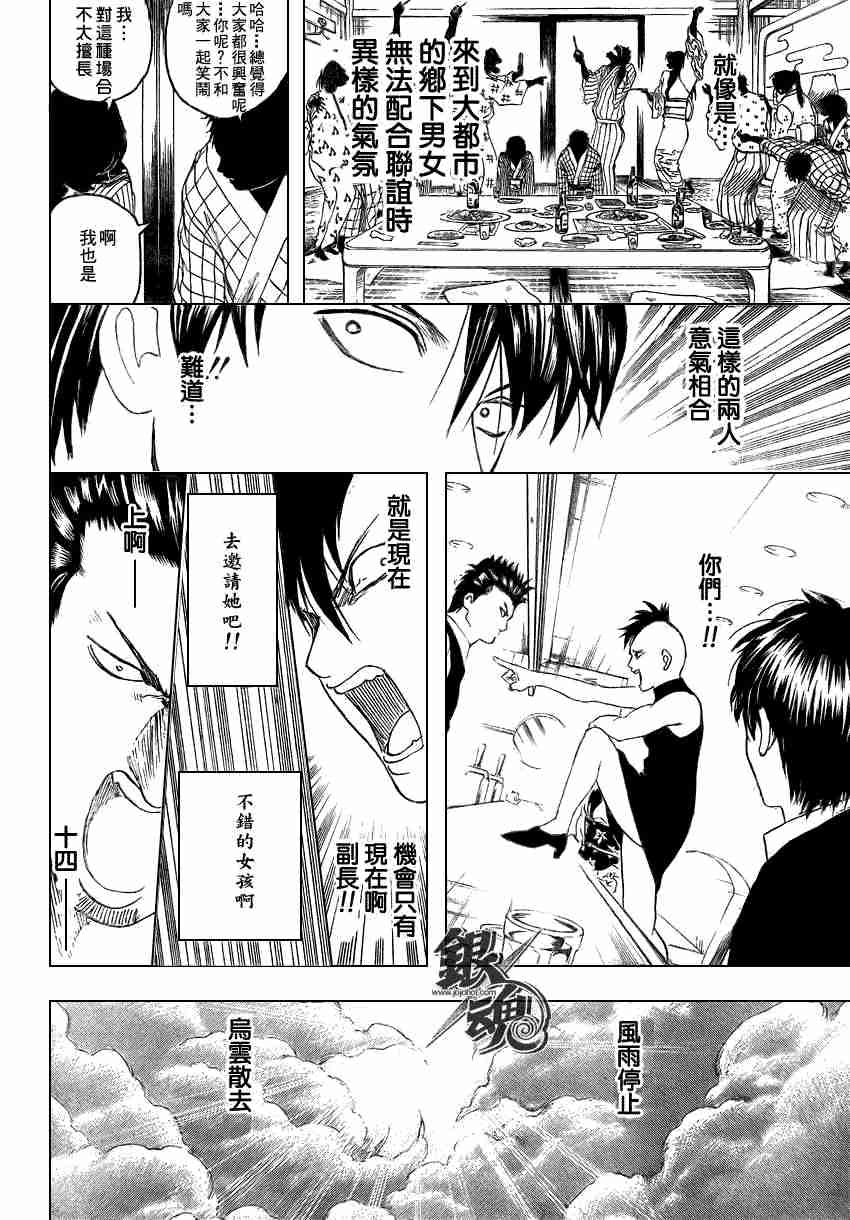 就像是…
來到大都市
的鄉下男女
無法配合聯誼時
異樣的氣氛
哈哈…總覺得
大家都很興奮呢
…你呢？不和
大家一起笑鬧
嗎
我…
對這種場合
不太擅長
啊
我也是
這樣的兩人
意氣相合
!!
難道…
你們…!!
就是現在
去邀請她吧!!
不錯的女孩啊
機會只有
現在啊
副長!!
上啊——
十四——
銀魂
www.jojohot.com
風雨停止
烏雲散去